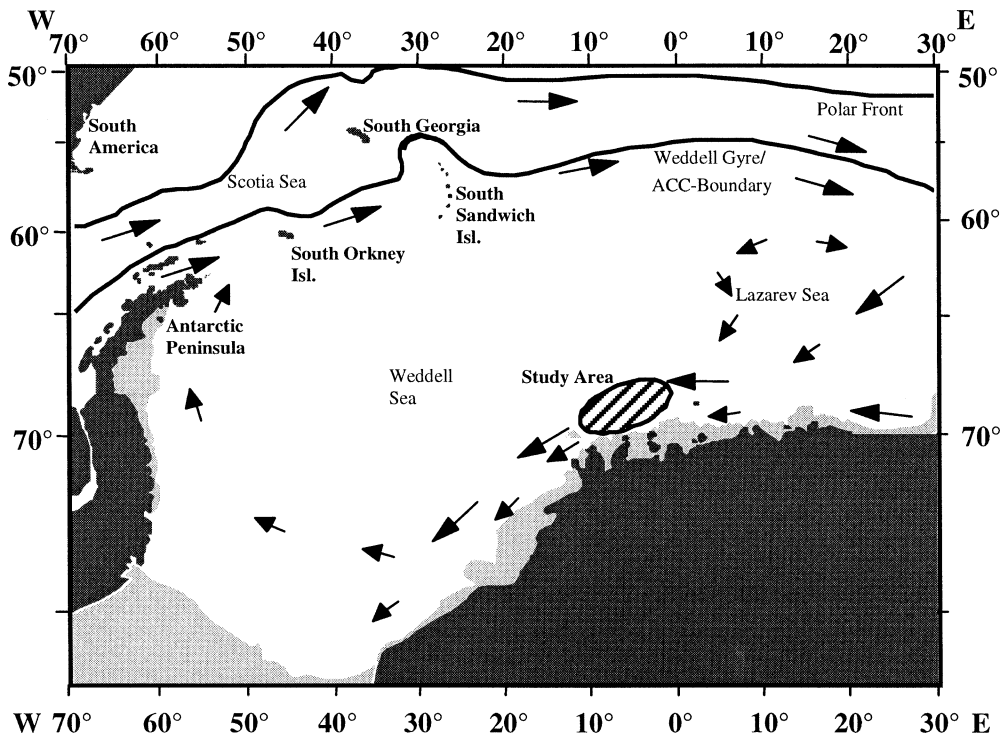 W
E
70° 60° 50° 40° 30° 20° 10° 0° 10° 20° 30°
50°
50°
Polar Front
South
America
South Georgia
Weddell Gyre/
ACC-Boundary
Scotia Sea
South
Sandwich
Isl.
60°
60°
South Orkney
Isl.
Lazarev Sea
Antarctic
Peninsula
Weddell
Sea
Study Area
70°
70°
70° 60° 50° 40° 30° 20° 10° 0° 10° 20° 30°
W
E